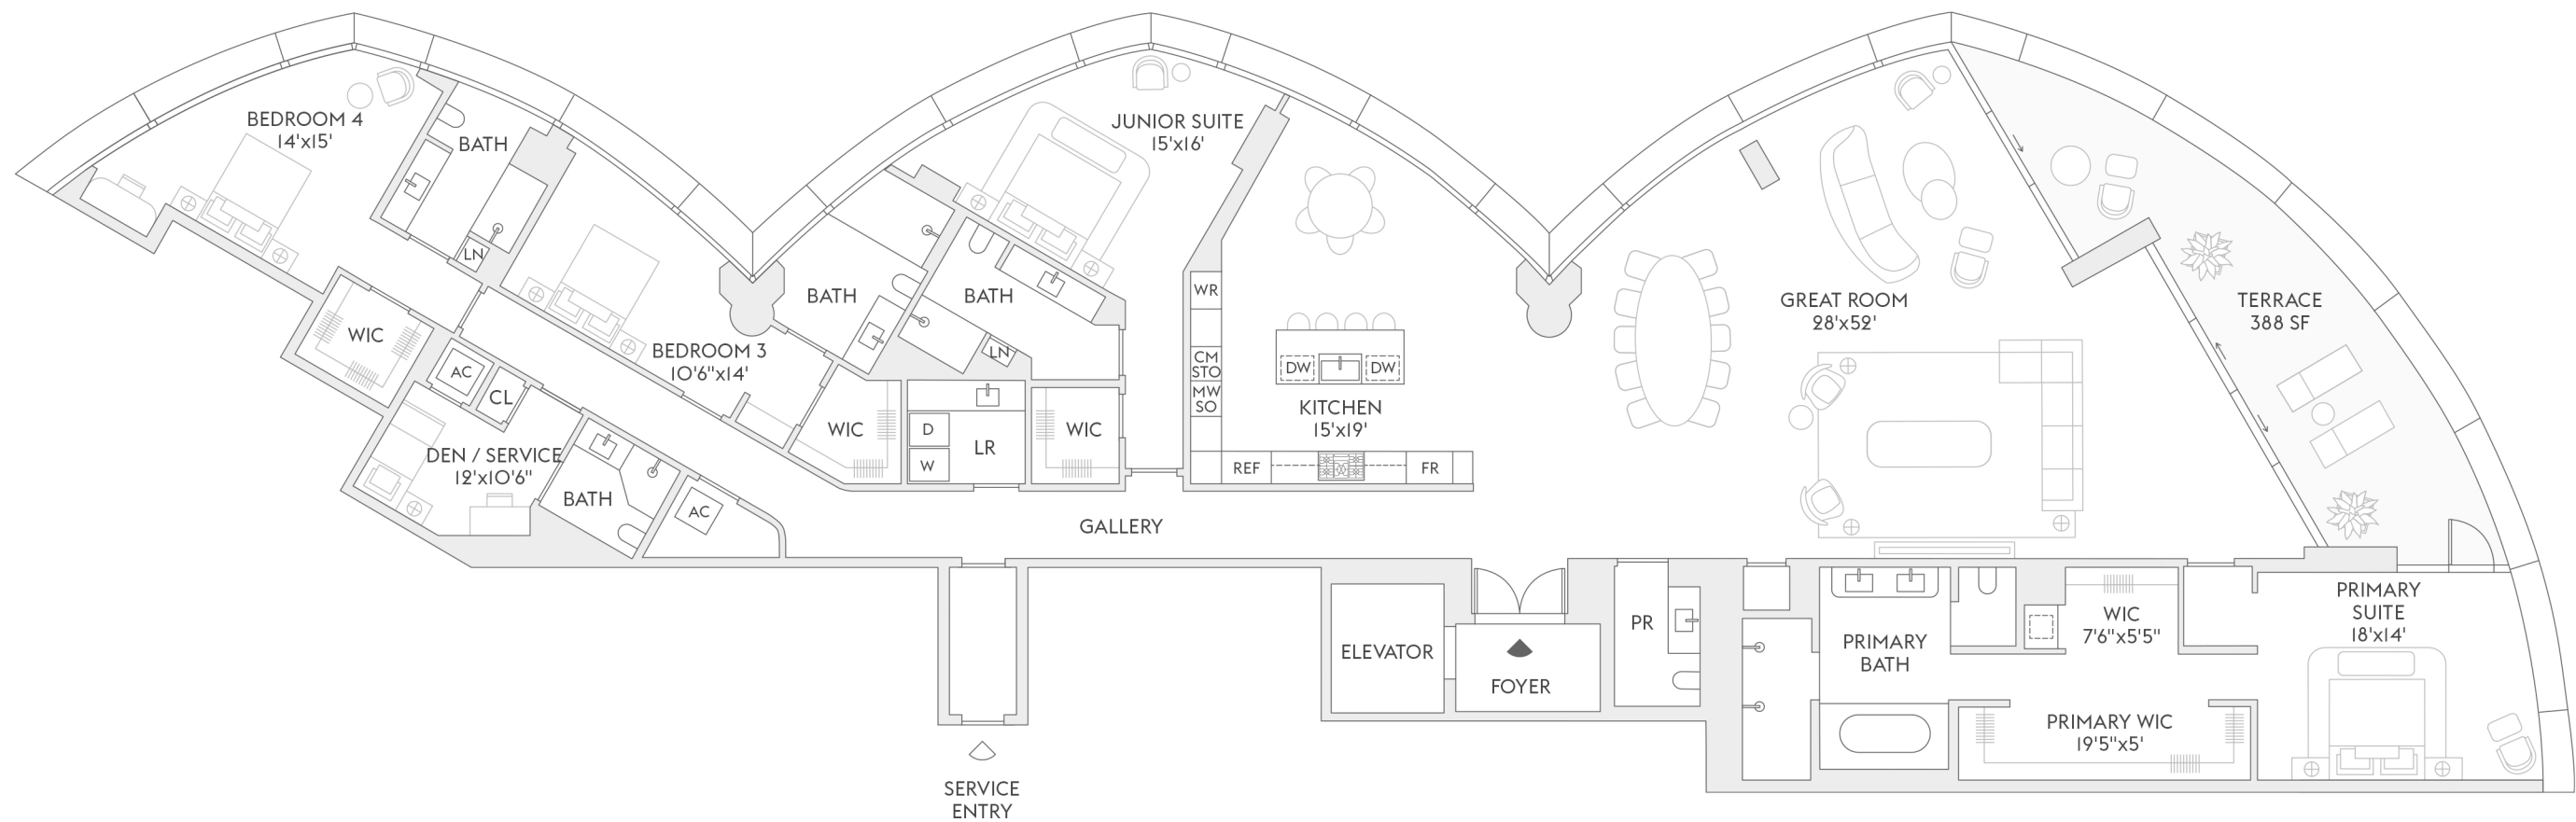 BEDROOM 4
14'x15'
BATH
LN
WIC
AC
CL
DEN / SERVICE
12'x10'6"
BATH
AC
BEDROOM 3
10'6"x14'
BATH
WIC
JUNIOR SUITE
15'x16'
BATH
LN
D
W
LR
WIC
GALLERY
SERVICE
ENTRY
WR
CM
STO
MW
SO
REF
FR
DW
DW
KITCHEN
15'x19'
GREAT ROOM
28'x52'
TERRACE
388 SF
ELEVATOR
FOYER
PR
PRIMARY
BATH
WIC
7'6"x5'5"
PRIMARY WIC
19'5"x5'
PRIMARY
SUITE
18'x14'